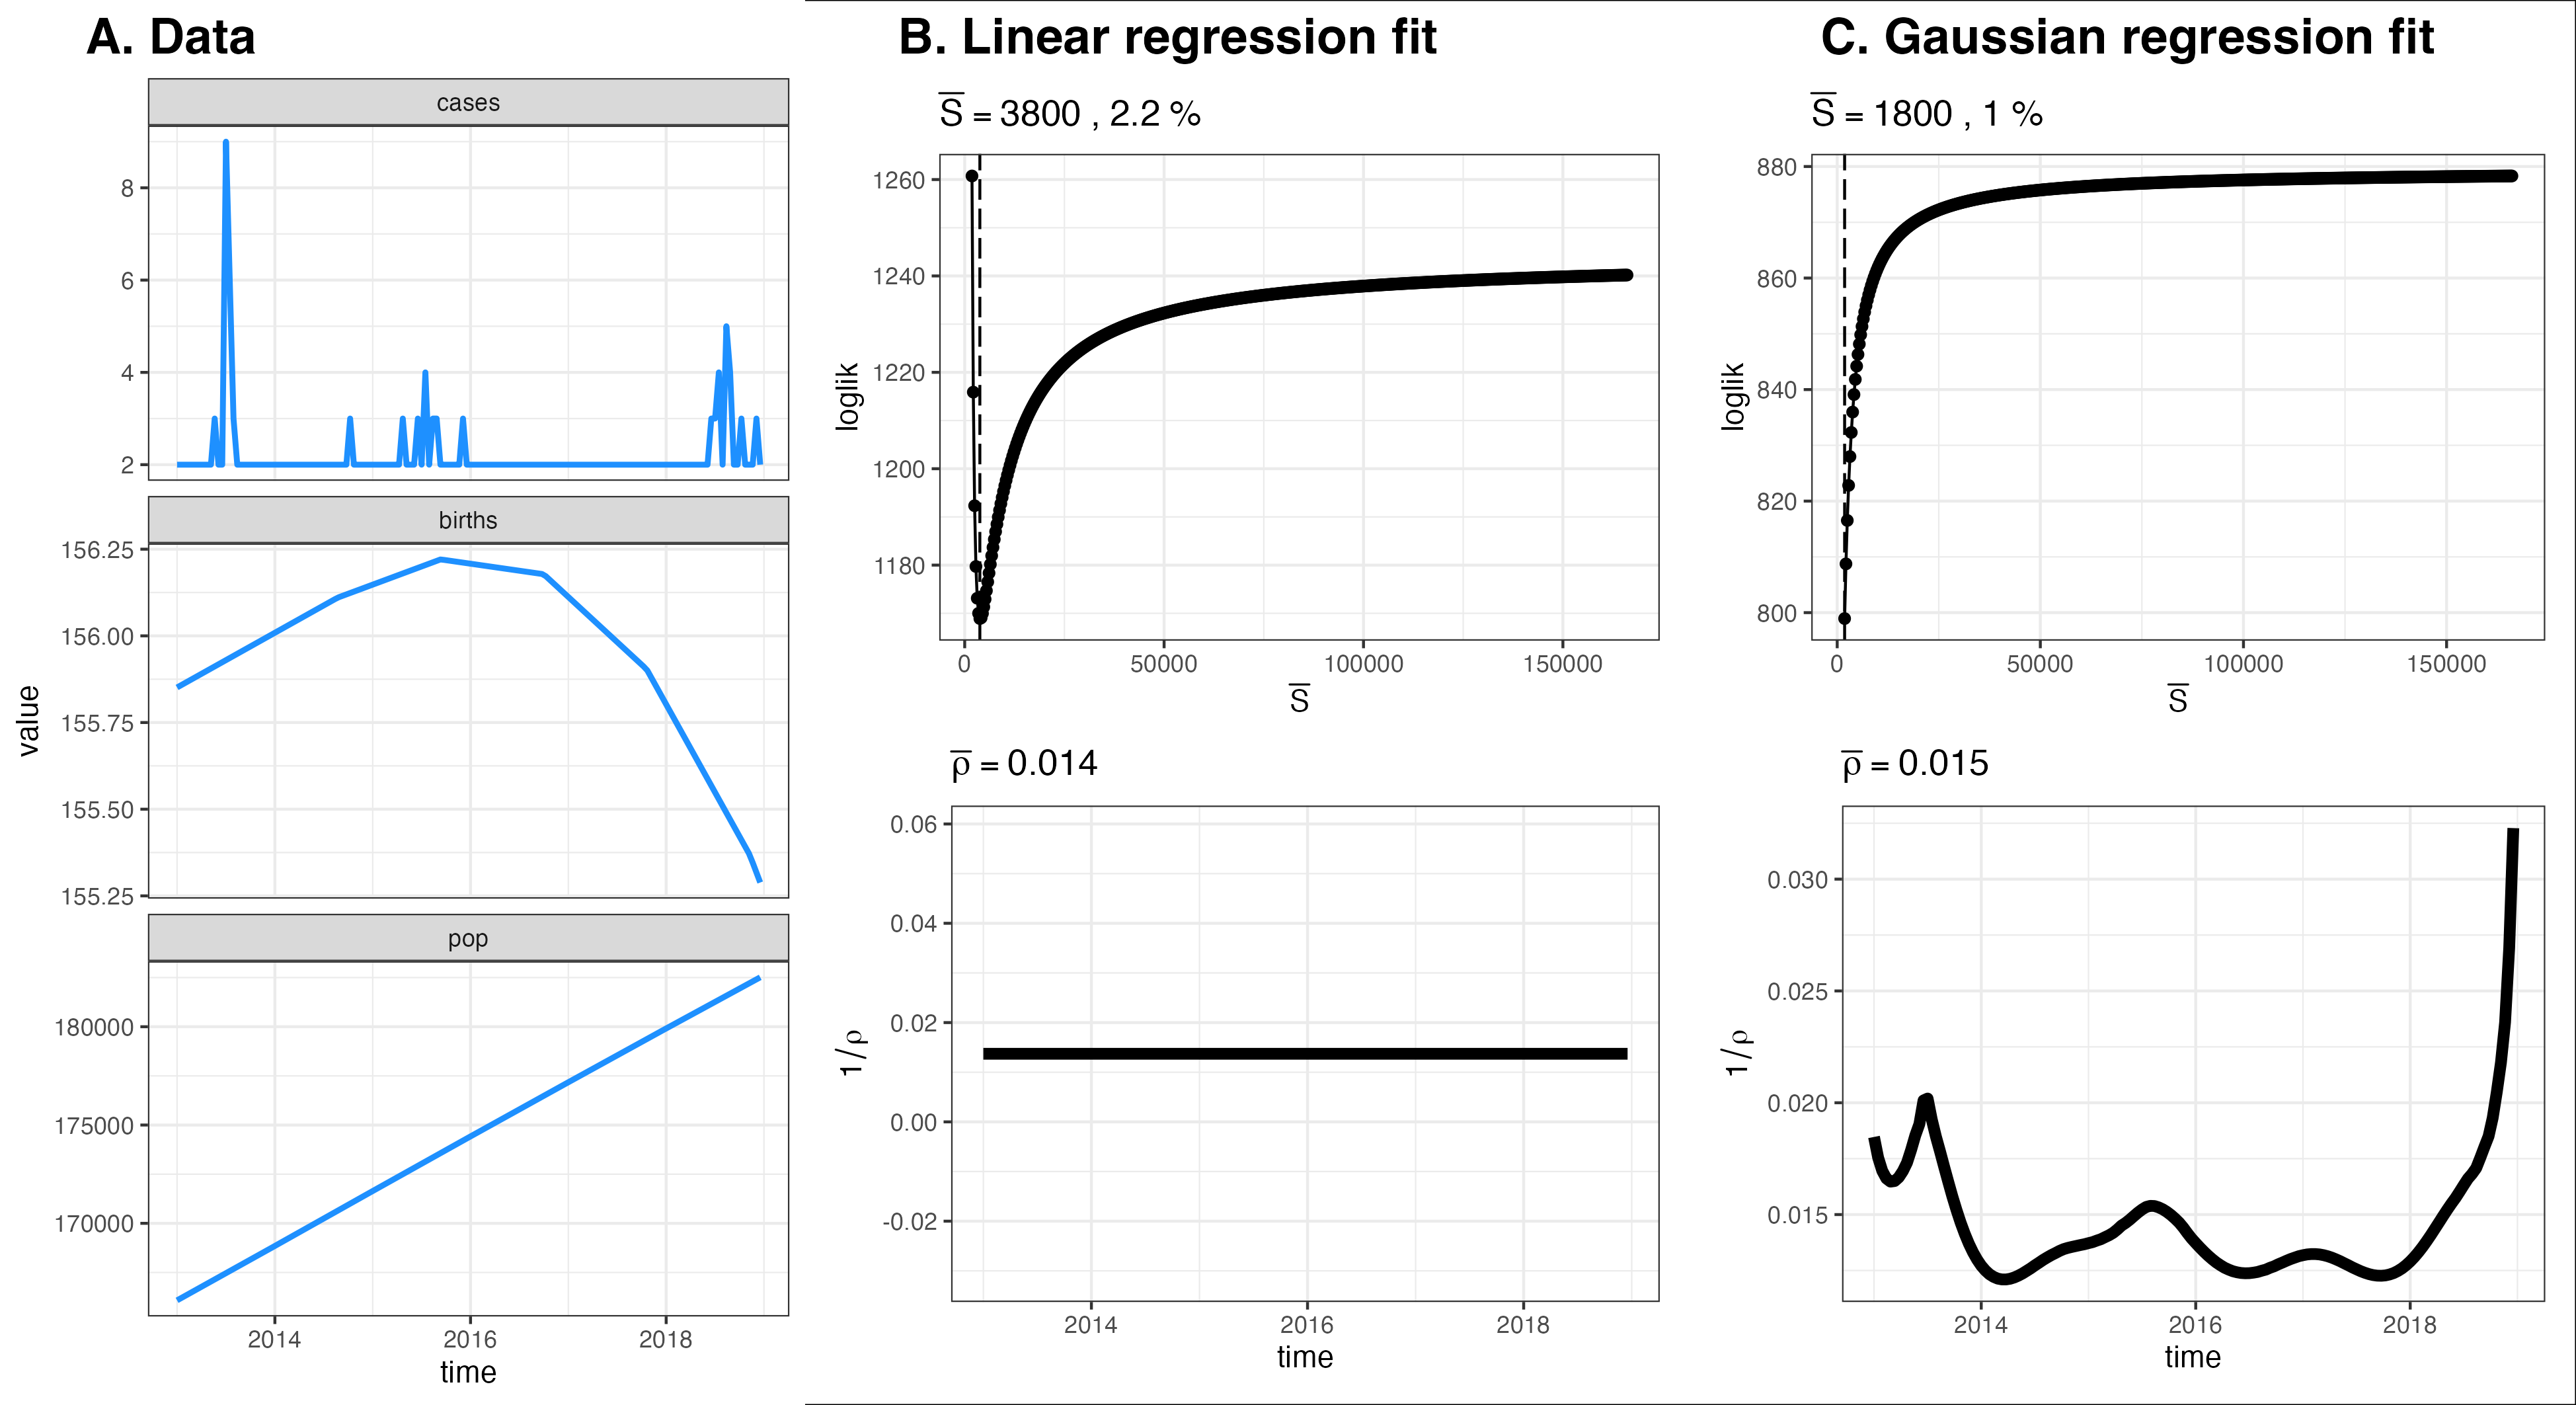 A. Data
cases
8
6
4
2
births
156.25
156.00
155.75
155.50
155.25
pop
180000
175000
170000
2014 2016 2018
time
value
B. Linear regression fit
S̅ = 3800 , 2.2 %
1260
1240
1220
1200
1180
loglik
0 50000 100000 150000
S̅
ρ̅ = 0.014
0.06
0.04
0.02
0.00
-0.02
1/ρ
2014 2016 2018
time
C. Gaussian regression fit
S̅ = 1800 , 1 %
880
860
840
820
800
loglik
0 50000 100000 150000
S̅
ρ̅ = 0.015
0.030
0.025
0.020
0.015
1/ρ
2014 2016 2018
time